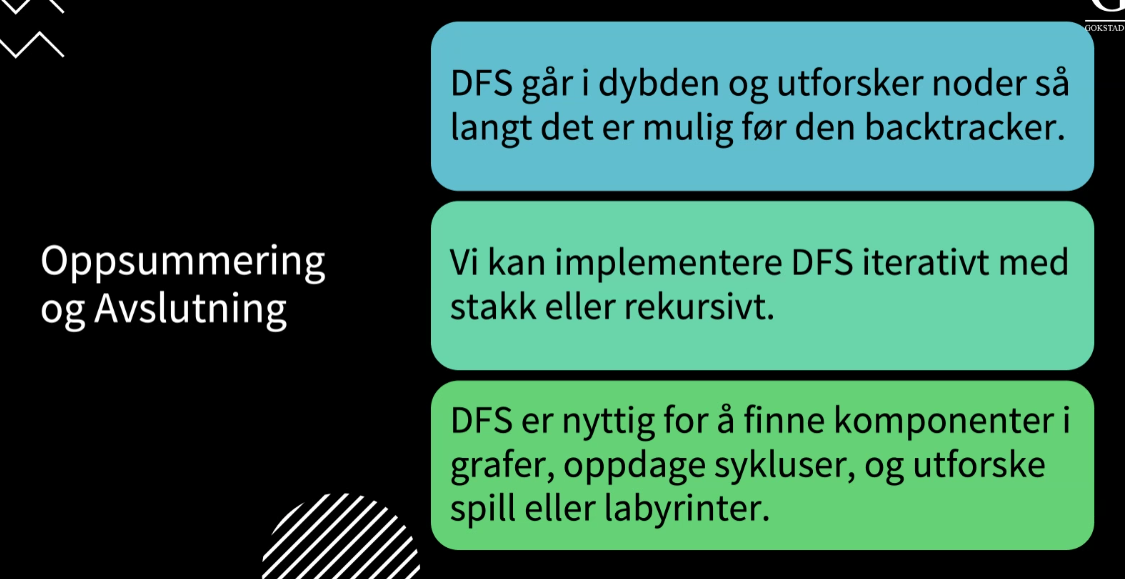 GOKSTAD
Oppsummering
og Avslutning
DFS går i dybden og utforsker noder så
langt det er mulig før den backtracker.
Vi kan implementere DFS iterativt med
stakk eller rekursivt.
DFS er nyttig for å finne komponenter i
grafer, oppdage sykluser, og utforske
spill eller labyrinter.